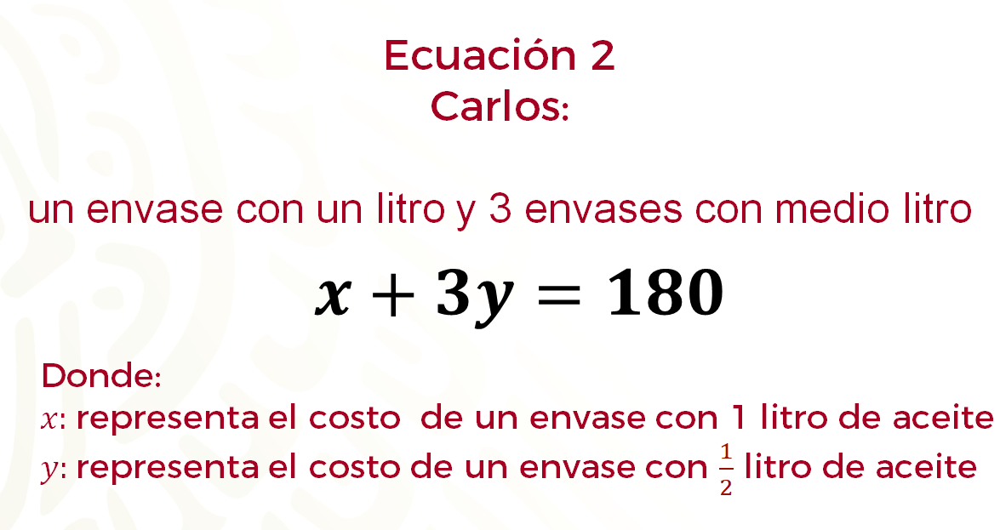 Ecuación 2
Carlos:
un envase con un litro y 3 envases con medio litro
x + 3y = 180
Donde:
x: representa el costo de un envase con 1 litro de aceite
y: representa el costo de un envase con 1/2 litro de aceite